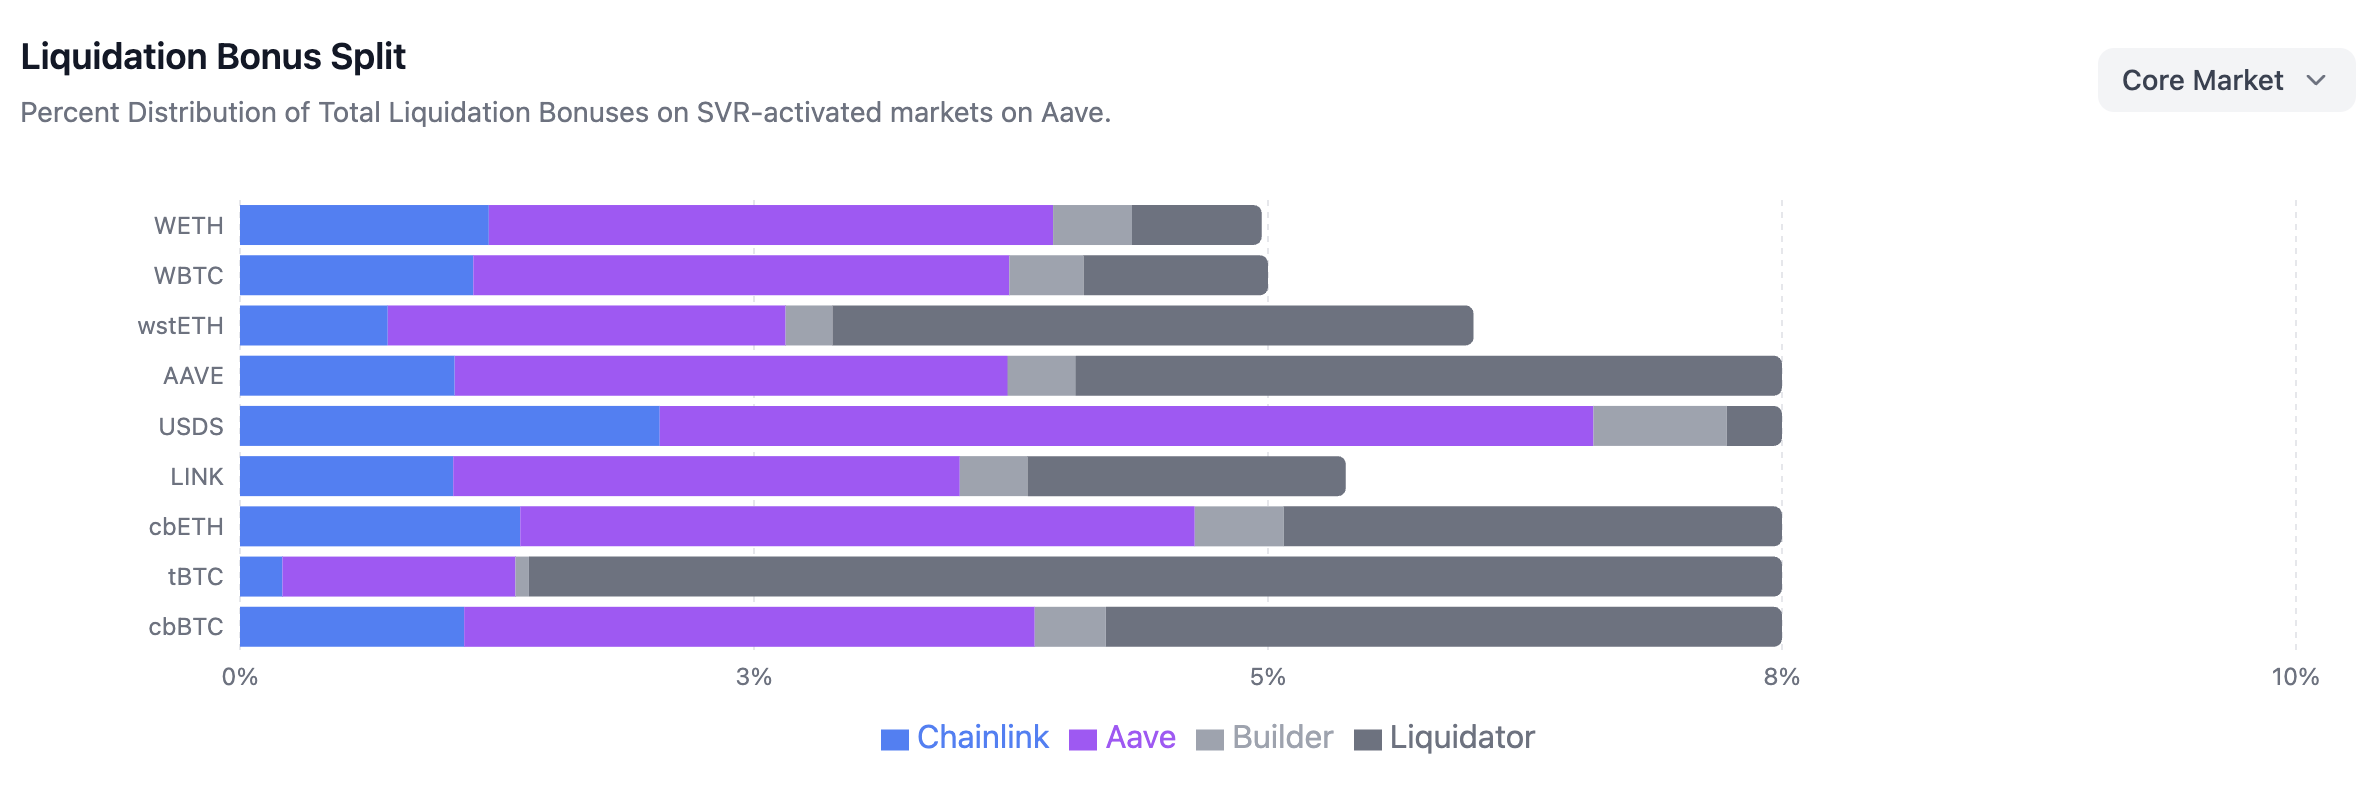 Liquidation Bonus Split
Core Market
Percent Distribution of Total Liquidation Bonuses on SVR-activated markets on Aave.
WETH
WBTC
wstETH
AAVE
USDS
LINK
cbETH
tBTC
cbBTC
0% 3% 5% 8% 10%
Chainlink Aave Builder Liquidator